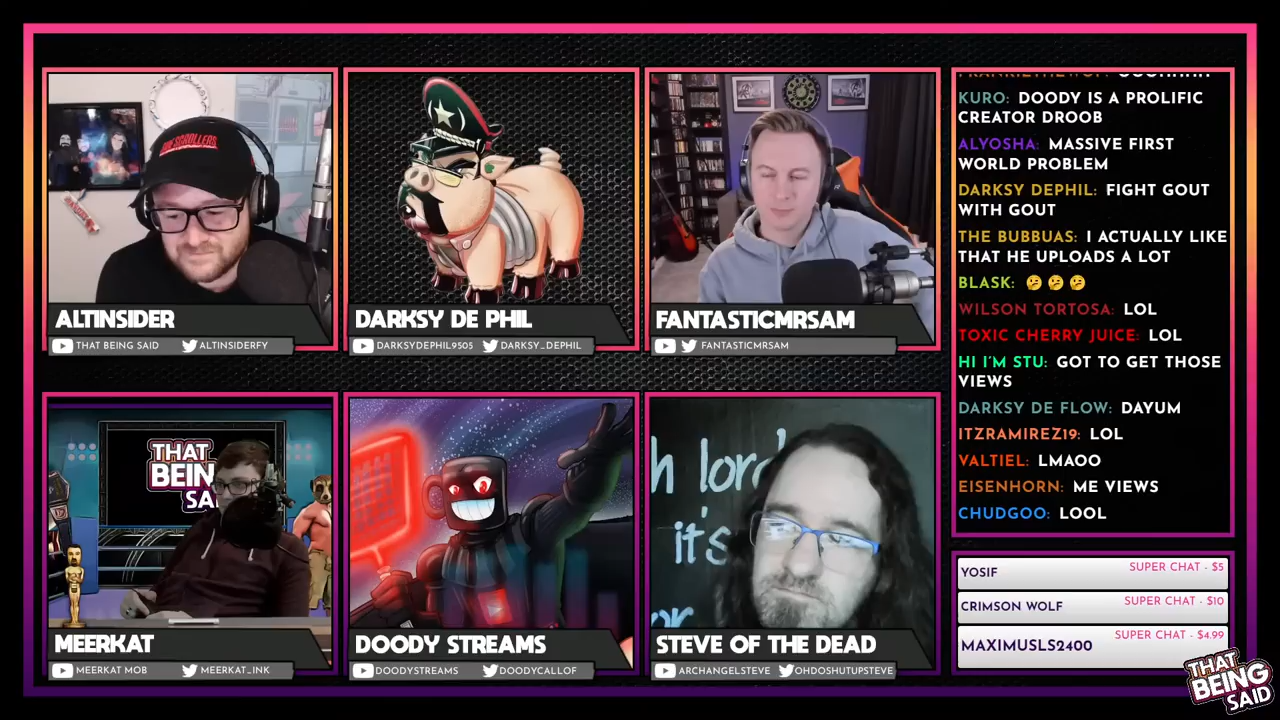 ALTINSIDER
THAT BEING SAID
ALTINSIDERFY
DARKSY DE PHIL
DARKSYDEPHIL9505
DARKSY_DEPHIL
FANTASTICMRSAM
FANTASTICMRSAM
THAT
BEIN
SA
MEERKAT
MEERKAT MOB
MEERKAT_INK
DOODY STREAMS
DOODYSTREAMS
DOODYCALLOF
h lord
it's
or
STEVE OF THE DEAD
ARCHANGELSTEVE
OHDOSHUTUPSTEVE
KURO: DOODY IS A PROLIFIC
CREATOR DROOB
ALYOSHA: MASSIVE FIRST
WORLD PROBLEM
DARKSY DEPHIL: FIGHT GOUT
WITH GOUT
THE BUBBUAS: I ACTUALLY LIKE
THAT HE UPLOADS A LOT
BLASK: 🤔 🤔 🤔
WILSON TORTOSA: LOL
TOXIC CHERRY JUICE: LOL
HI I'M STU: GOT TO GET THOSE
VIEWS
DARKSY DE FLOW: DAYUM
ITZRAMIREZ19: LOL
VALTIEL: LMAOO
EISENHORN: ME VIEWS
CHUDGOO: LOOL
YOSIF
SUPER CHAT - $5
CRIMSON WOLF
SUPER CHAT - $10
MAXIMUSLS2400
SUPER CHAT - $4.99
THAT
BEING
SAID